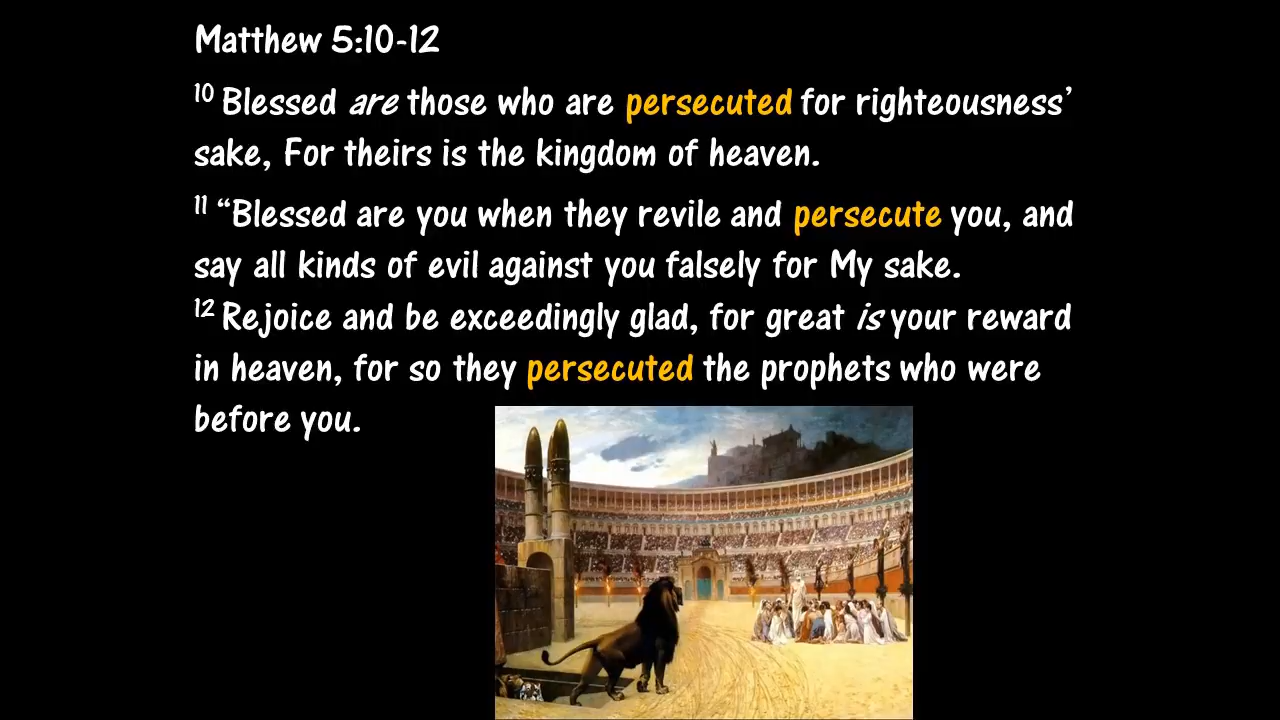 Matthew 5:10-12
10 Blessed are those who are persecuted for righteousness’
sake, For theirs is the kingdom of heaven.
11 “Blessed are you when they revile and persecute you, and
say all kinds of evil against you falsely for My sake.
12 Rejoice and be exceedingly glad, for great is your reward
in heaven, for so they persecuted the prophets who were
before you.